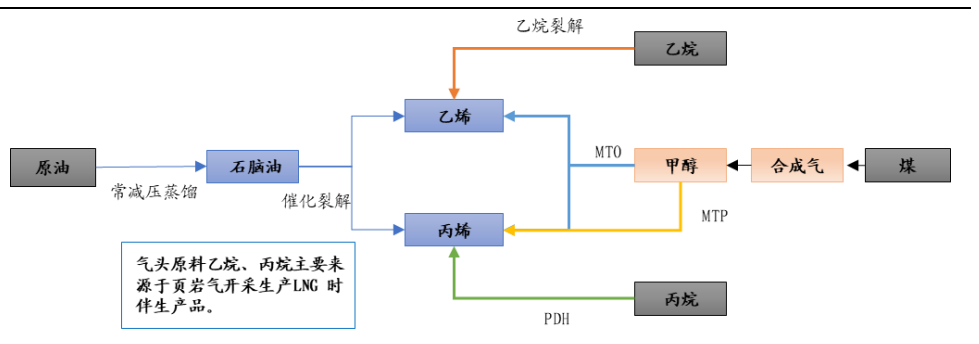 乙烷裂解
乙烷
乙烯
原油
石脑油
MTO
甲醇
合成气
煤
常减压蒸馏
催化裂解
丙烯
MTP
气头原料乙烷、丙烷主要来
源于页岩气开采生产LNG 时
伴生产品。
丙烷
PDH